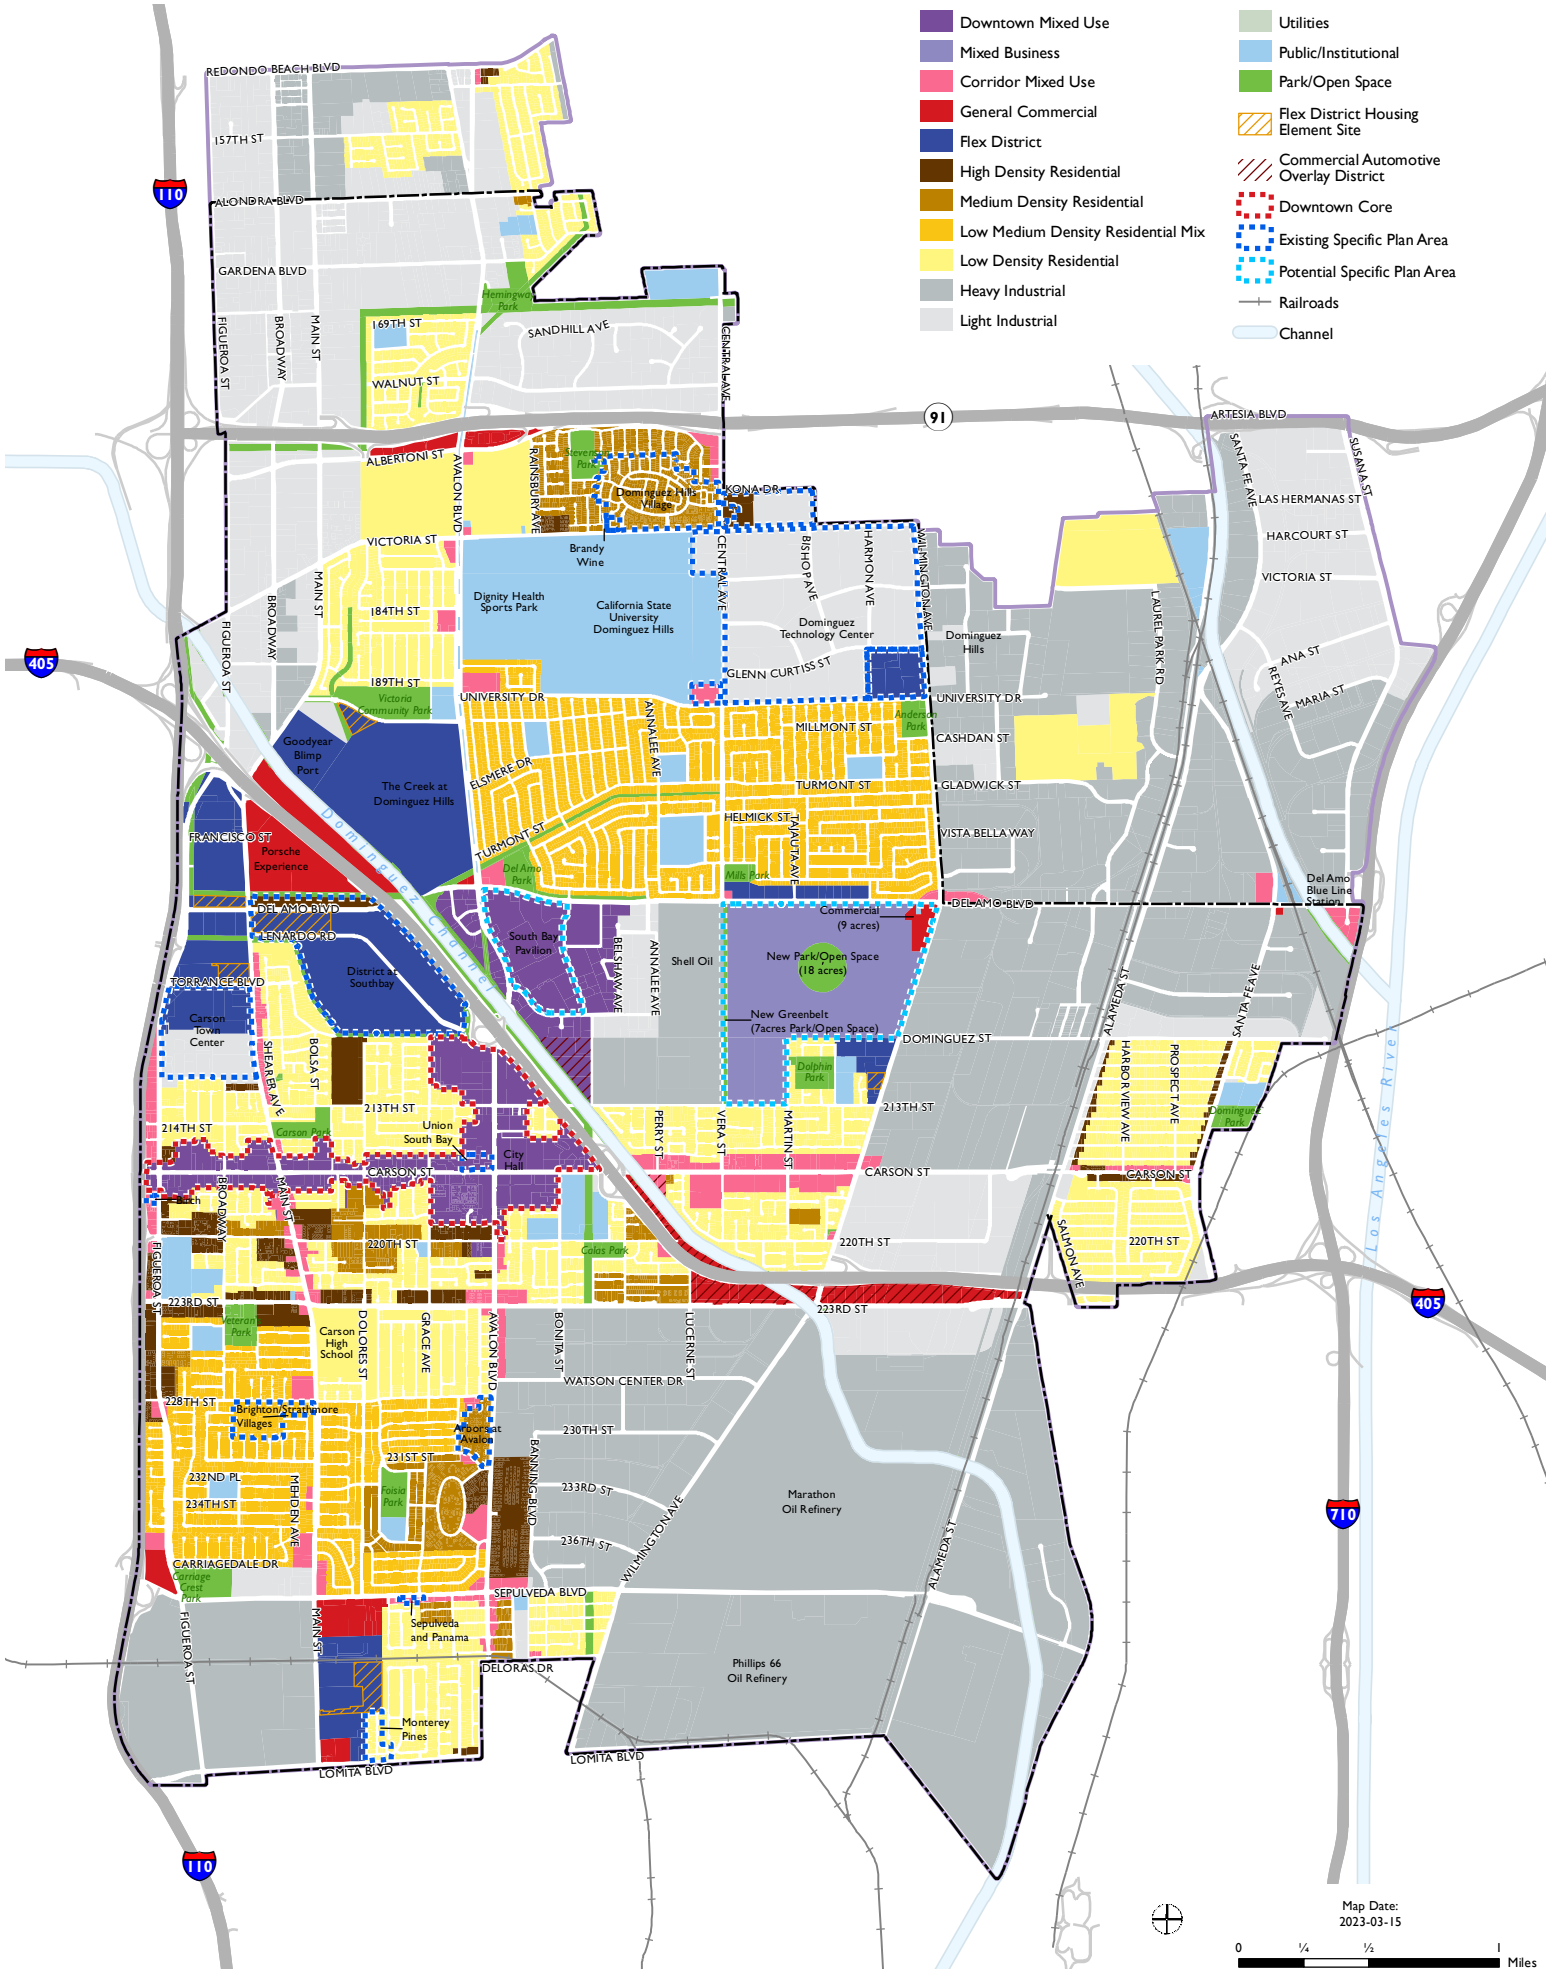 Downtown Mixed Use
Mixed Business
Corridor Mixed Use
General Commercial
Flex District
High Density Residential
Medium Density Residential
Low Medium Density Residential Mix
Low Density Residential
Heavy Industrial
Light Industrial
Utilities
Public/Institutional
Park/Open Space
Flex District Housing
Element Site
Commercial Automotive
Overlay District
Downtown Core
Existing Specific Plan Area
Potential Specific Plan Area
Railroads
Channel
REDONDO BEACH BLVD
157TH ST
110
ALONDRA BLVD
GARDENA BLVD
Hemingway
Park
169TH ST
SANDHILL AVE
FIGUEROA ST
BROADWAY
MAIN ST
CENTRAL AVE
WALNUT ST
91
ARTESIA BLVD
ALBERTONI ST
AVALON BLVD
RAINSBURY AVE
Stevenson
Park
SANTA FE AVE
SUSANA ST
Dominguez Hills
Village
KONA DR
LAS HERMANAS ST
VICTORIA ST
Brandy
Wine
CENTRAL AVE
BISHOP AVE
HARMON AVE
WILMINGTON AVE
HARCOURT ST
VICTORIA ST
MAIN ST
BROADWAY
184TH ST
Dignity Health
Sports Park
California State
University
Dominguez Hills
Dominguez
Technology Center
Dominguez
Hills
LAUREL PARK RD
FIGUEROA ST
405
GLENN CURTISS ST
ANA ST
REYES AVE
MARIA ST
189TH ST
Victoria
Community Park
UNIVERSITY DR
UNIVERSITY DR
ANNALEE AVE
MILLMONT ST
Anderson
Park
CASHDAN ST
Goodyear
Blimp
Port
The Creek at
Dominguez Hills
ELSMERE DR
TURMONT ST
GLADWICK ST
Dominguez Channel
HELMICK ST
TAJAUTA AVE
VISTA BELLA WAY
FRANCISCO ST
Porsche
Experience
TURMONT ST
Del Amo
Park
Mills Park
Del Amo
Blue Line
Station
DEL AMO BLVD
DEL AMO BLVD
Commercial
(9 acres)
LENARDO RD
South Bay
Pavilion
BELSHAW AVE
ANNALEE AVE
Shell Oil
New Park/Open Space
(18 acres)
District at
Southbay
TORRANCE BLVD
ALAMEDA ST
SANTA FE AVE
Carson
Town
Center
New Greenbelt
(7acres Park/Open Space)
DOMINGUEZ ST
SHEARER AVE
BOLSA ST
Dolphin
Park
HARBOR VIEW AVE
PROSPECT AVE
Los Angeles River
213TH ST
213TH ST
Dominguez
Park
214TH ST
Carson Park
Union
South Bay
City
Hall
PERRY ST
VERA ST
MARTIN ST
CARSON ST
CARSON ST
CARSON ST
Birch
BROADWAY
MAIN ST
220TH ST
Calas Park
220TH ST
SALMON AVE
220TH ST
FIGUEROA ST
223RD ST
223RD ST
405
Veteran
Park
Carson
High
School
DOLORES ST
GRACE AVE
AVALON BLVD
BONITA ST
LUCERNE ST
WATSON CENTER DR
228TH ST
Brighton/Strathmore
Villages
Arbors at
Avalon
230TH ST
231ST ST
BANNING BLVD
232ND PL
MEHDEN AVE
Foisia
Park
233RD ST
234TH ST
Marathon
Oil Refinery
710
236TH ST
WILMINGTON AVE
ALAMEDA ST
CARRIAGEDALE DR
Carriage
Crest
Park
SEPULVEDA BLVD
FIGUEROA ST
MAIN ST
Sepulveda
and Panama
DELORAS DR
Phillips 66
Oil Refinery
Monterey
Pines
LOMITA BLVD
LOMITA BLVD
110
Map Date:
2023-03-15
0 ¼ ½ 1
Miles